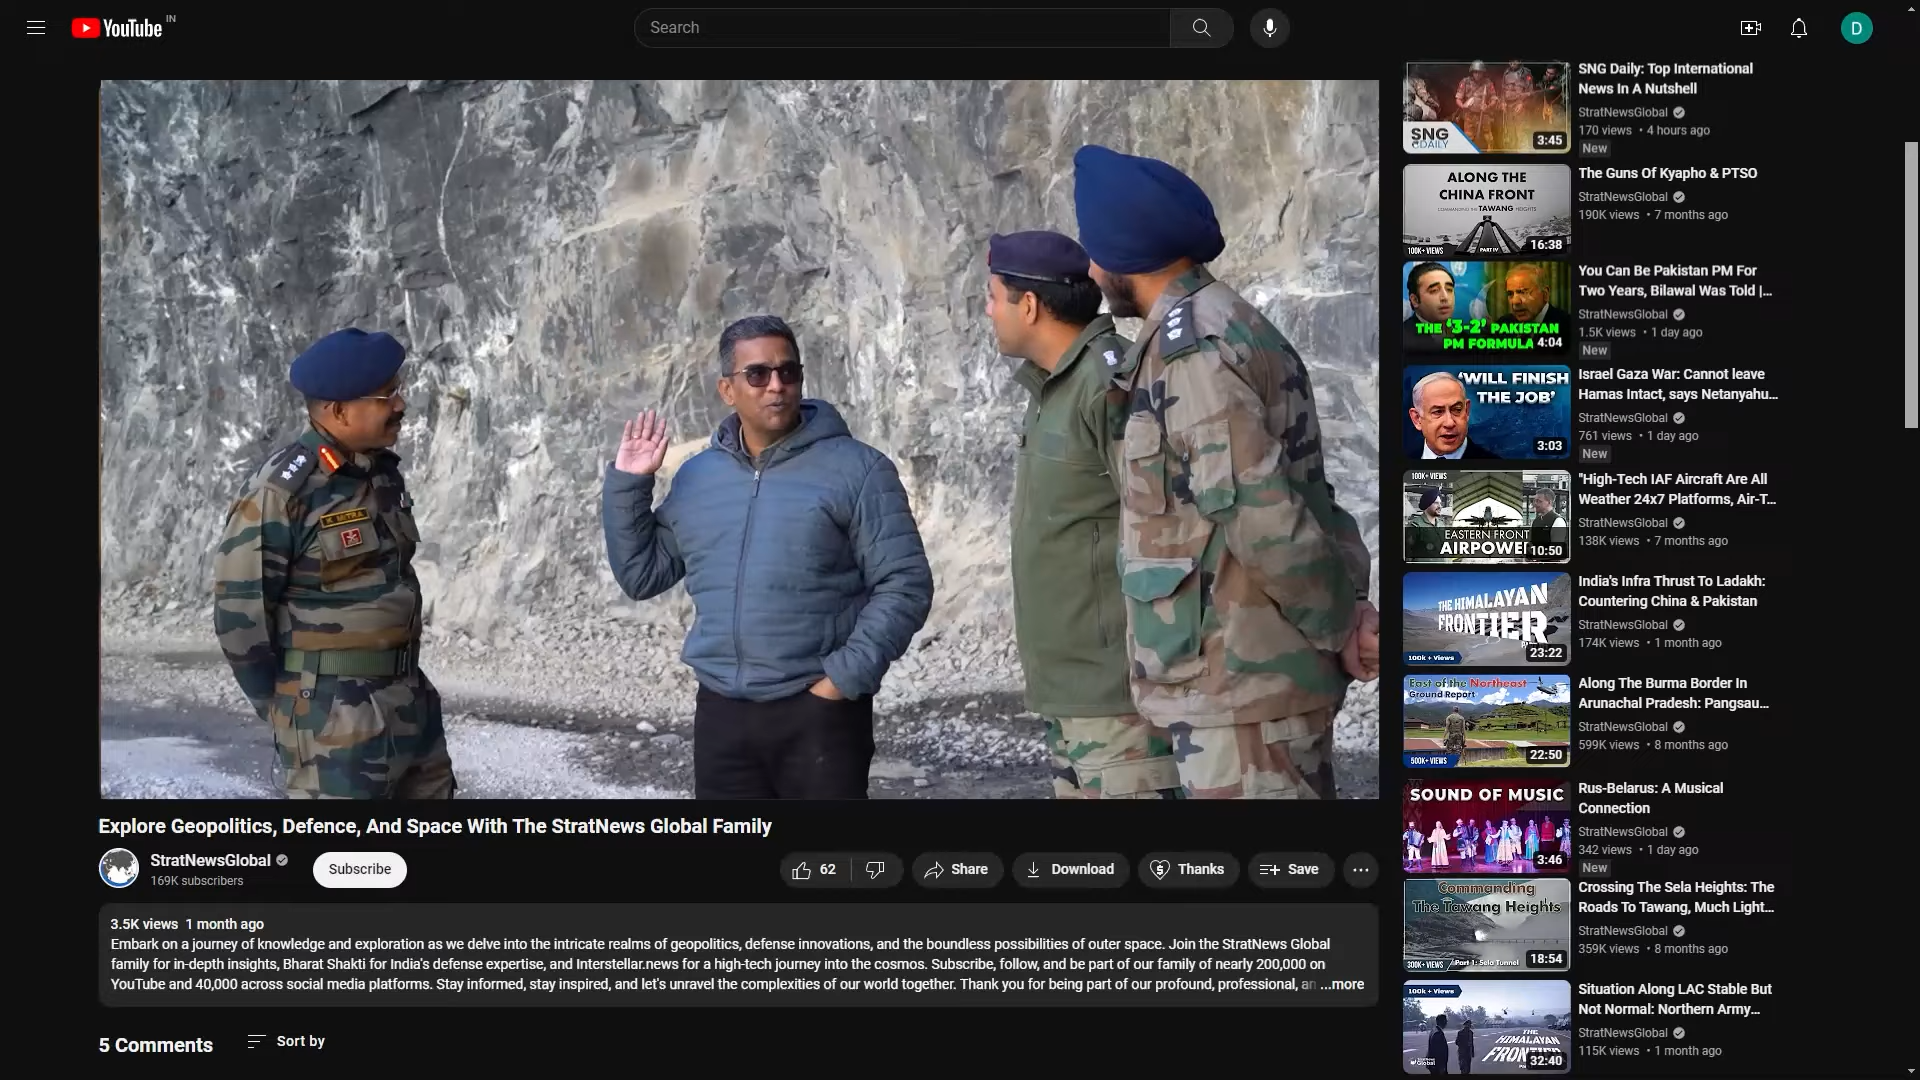 YouTube IN
Search
D
K MITRA
Explore Geopolitics, Defence, And Space With The StratNews Global Family
StratNewsGlobal
169K subscribers
Subscribe
62
Share
Download
Thanks
Save
3.5K views 1 month ago
Embark on a journey of knowledge and exploration as we delve into the intricate realms of geopolitics, defense innovations, and the boundless possibilities of outer space. Join the StratNews Global
family for in-depth insights, Bharat Shakti for India's defense expertise, and Interstellar.news for a high-tech journey into the cosmos. Subscribe, follow, and be part of our family of nearly 200,000 on
YouTube and 40,000 across social media platforms. Stay informed, stay inspired, and let's unravel the complexities of our world together. Thank you for being part of our profound, professional, an ...more
5 Comments
Sort by
SNG
DAILY
3:45
SNG Daily: Top International
News In A Nutshell
StratNewsGlobal
170 views • 4 hours ago
New
ALONG THE
CHINA FRONT
COMMANDING THE TAWANG HEIGHTS
PART IV
100K+ VIEWS
16:38
The Guns Of Kyapho & PTSO
StratNewsGlobal
190K views • 7 months ago
THE '3-2' PAKISTAN
PM FORMULA
4:04
You Can Be Pakistan PM For
Two Years, Bilawal Was Told |...
StratNewsGlobal
1.5K views • 1 day ago
New
'WILL FINISH
THE JOB'
3:03
Israel Gaza War: Cannot leave
Hamas Intact, says Netanyahu...
StratNewsGlobal
761 views • 1 day ago
New
100K+ VIEWS
EASTERN FRONT
AIRPOWER
10:50
"High-Tech IAF Aircraft Are All
Weather 24x7 Platforms, Air-T...
StratNewsGlobal
138K views • 7 months ago
THE HIMALAYAN
FRONTIER
100k + Views
23:22
India's Infra Thrust To Ladakh:
Countering China & Pakistan
StratNewsGlobal
174K views • 1 month ago
East of the Northeast
Ground Report
500K+ VIEWS
22:50
Along The Burma Border In
Arunachal Pradesh: Pangsau...
StratNewsGlobal
599K views • 8 months ago
SOUND OF MUSIC
3:46
Rus-Belarus: A Musical
Connection
StratNewsGlobal
342 views • 1 day ago
New
Commanding
The Tawang Heights
300K+ VIEWS
Part 1: Sela Tunnel
18:54
Crossing The Sela Heights: The
Roads To Tawang, Much Light...
StratNewsGlobal
359K views • 8 months ago
100k + Views
THE
HIMALAYAN
FRONTIER
32:40
Situation Along LAC Stable But
Not Normal: Northern Army...
StratNewsGlobal
115K views • 1 month ago